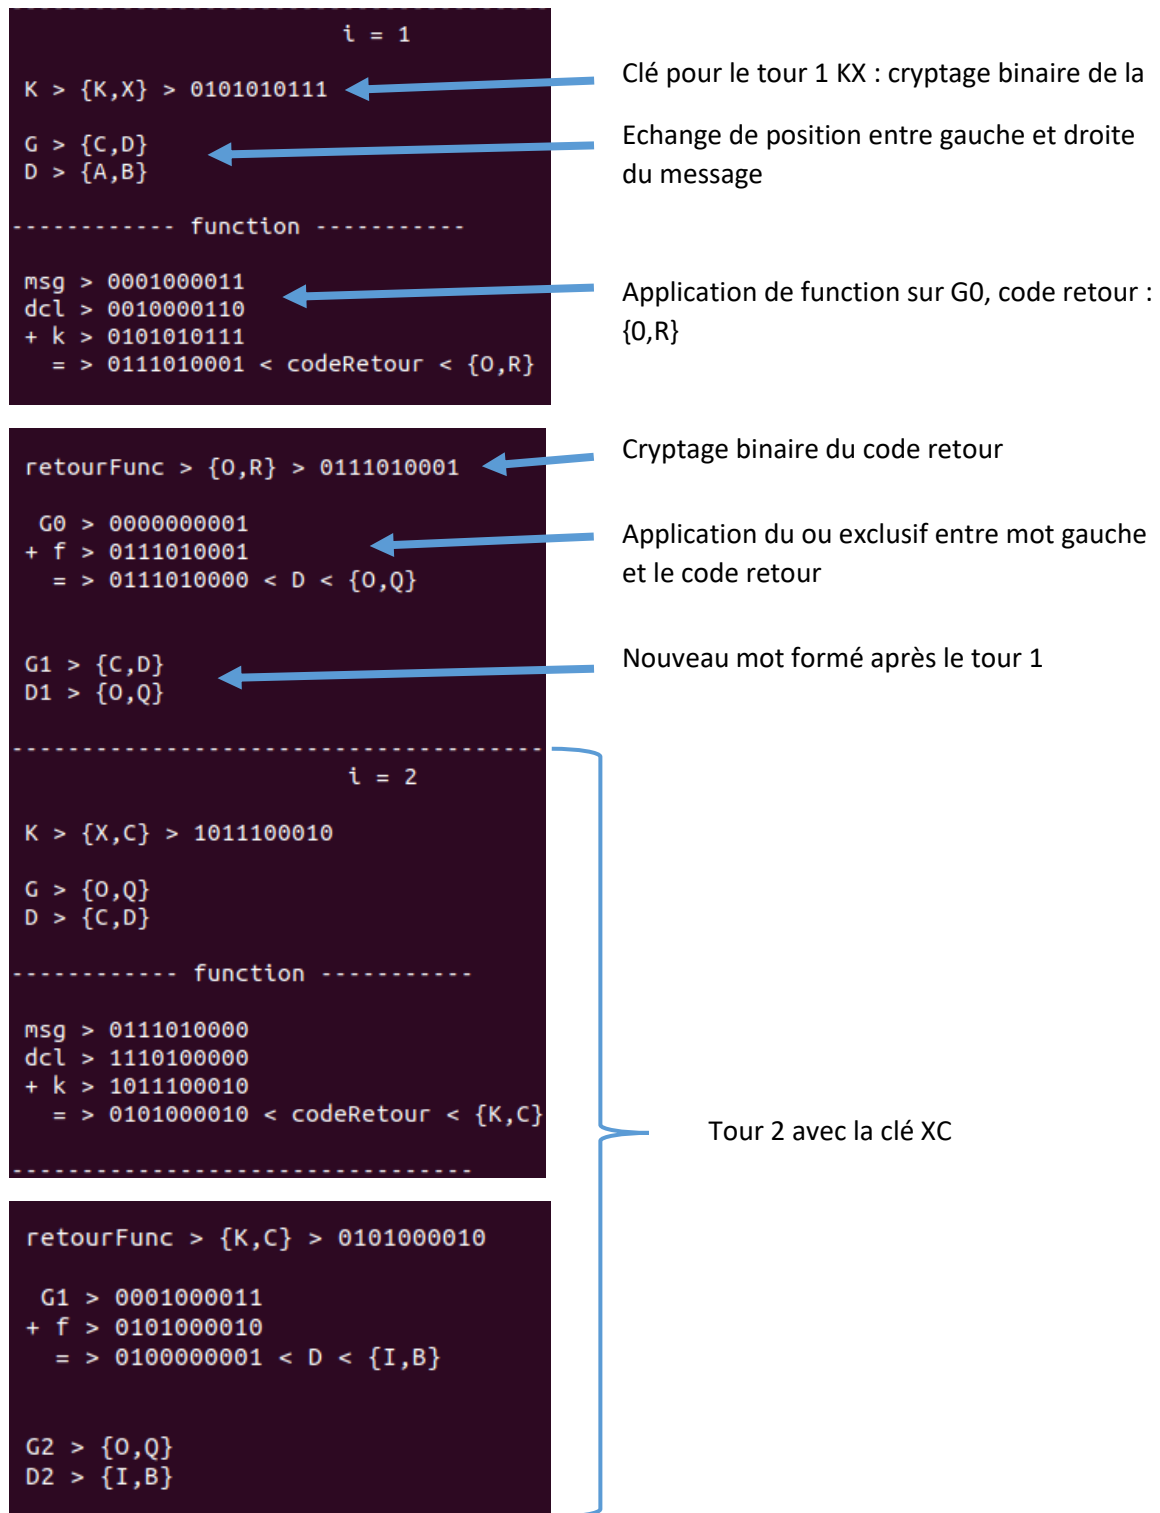 i = 1
K > {K,X} > 0101010111
G > {C,D}
D > {A,B}
------------ function -----------
msg > 0001000011
dcl > 0010000110
+ k > 0101010111
= > 0111010001 < codeRetour < {O,R}
Clé pour le tour 1 KX : cryptage binaire de la
Echange de position entre gauche et droite
du message
Application de function sur G0, code retour :
{0,R}
retourFunc > {O,R} > 0111010001
G0 > 0000000001
+ f > 0111010001
= > 0111010000 < D < {O,Q}
G1 > {C,D}
D1 > {O,Q}
Cryptage binaire du code retour
Application du ou exclusif entre mot gauche
et le code retour
Nouveau mot formé après le tour 1
---------------------------------------
i = 2
K > {X,C} > 1011100010
G > {O,Q}
D > {C,D}
------------ function -----------
msg > 0111010000
dcl > 1110100000
+ k > 1011100010
= > 0101000010 < codeRetour < {K,C}
----------------------------------
Tour 2 avec la clé XC
retourFunc > {K,C} > 0101000010
G1 > 0001000011
+ f > 0101000010
= > 0100000001 < D < {I,B}
G2 > {O,Q}
D2 > {I,B}